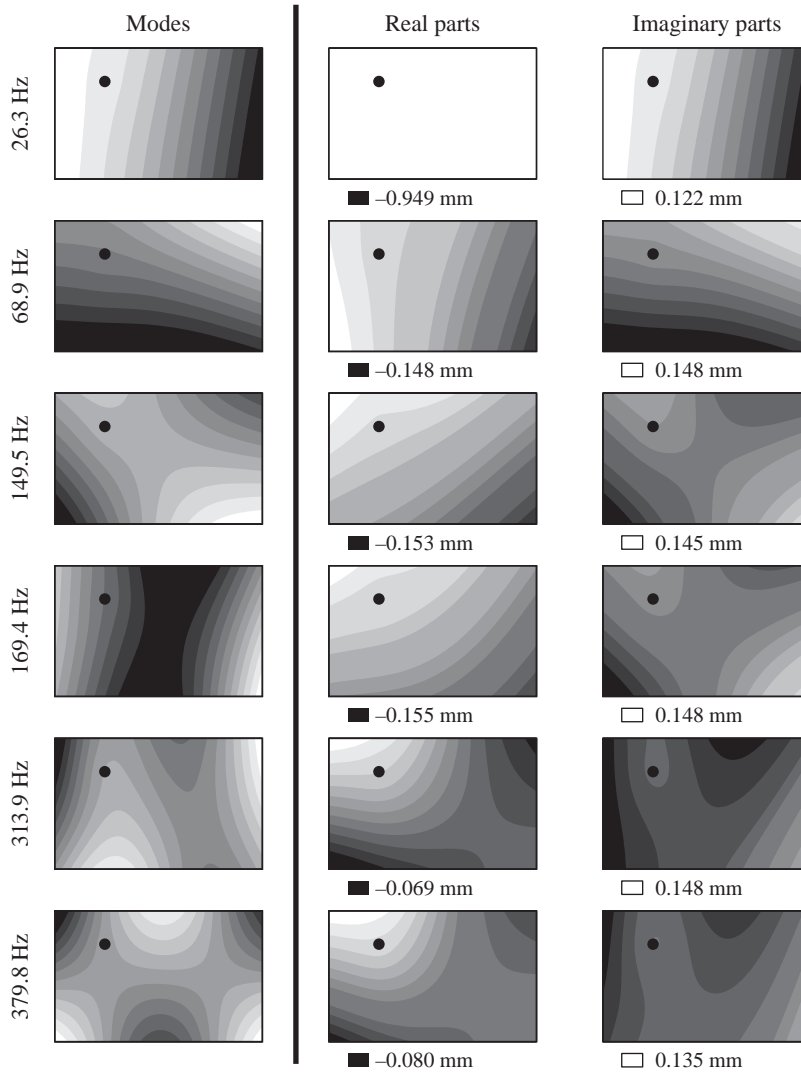 Modes Real parts Imaginary parts
26.3 Hz
–0.949 mm 0.122 mm
68.9 Hz
–0.148 mm 0.148 mm
149.5 Hz
–0.153 mm 0.145 mm
169.4 Hz
–0.155 mm 0.148 mm
313.9 Hz
–0.069 mm 0.148 mm
379.8 Hz
–0.080 mm 0.135 mm